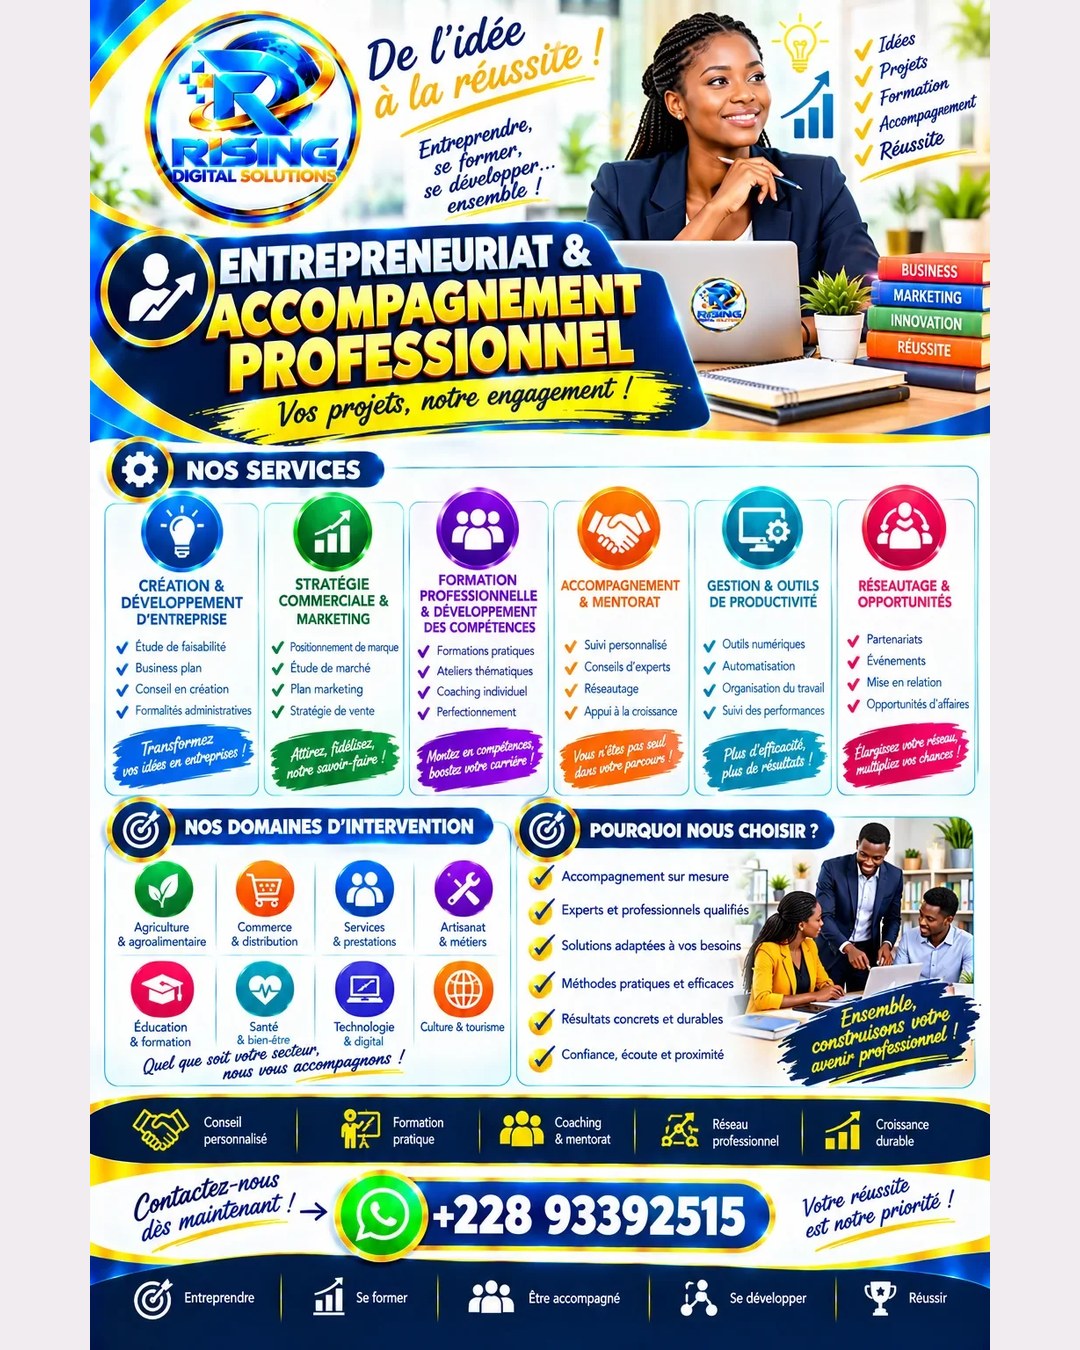 RISING
DIGITAL SOLUTIONS
De l'idée
à la réussite !
Entreprendre,
se former,
se développer...
ensemble !
Idées
Projets
Formation
Accompagnement
Réussite
ENTREPRENEURIAT &
ACCOMPAGNEMENT
PROFESSIONNEL
Vos projets, notre engagement !
RISING
DIGITAL SOLUTIONS
BUSINESS
MARKETING
INNOVATION
RÉUSSITE
NOS SERVICES
CRÉATION &
DÉVELOPPEMENT
D'ENTREPRISE
Étude de faisabilité
Business plan
Conseil en création
Formalités administratives
Transformez
vos idées en entreprises !
STRATÉGIE
COMMERCIALE &
MARKETING
Positionnement de marque
Étude de marché
Plan marketing
Stratégie de vente
Attirez, fidélisez,
notre savoir-faire !
FORMATION
PROFESSIONNELLE
& DÉVELOPPEMENT
DES COMPÉTENCES
Formations pratiques
Ateliers thématiques
Coaching individuel
Perfectionnement
Montez en compétences,
boostez votre carrière !
ACCOMPAGNEMENT
& MENTORAT
Suivi personnalisé
Conseils d'experts
Réseautage
Appui à la croissance
Vous n'êtes pas seul
dans votre parcours !
GESTION & OUTILS
DE PRODUCTIVITÉ
Outils numériques
Automatisation
Organisation du travail
Suivi des performances
Plus d'efficacité,
plus de résultats !
RÉSEAUTAGE &
OPPORTUNITÉS
Partenariats
Événements
Mise en relation
Opportunités d'affaires
Élargissez votre réseau,
multipliez vos chances !
NOS DOMAINES D'INTERVENTION
Agriculture
& agroalimentaire
Commerce
& distribution
Services
& prestations
Artisanat
& métiers
Éducation
& formation
Santé
& bien-être
Technologie
& digital
Culture & tourisme
Quel que soit votre secteur,
nous vous accompagnons !
POURQUOI NOUS CHOISIR ?
Accompagnement sur mesure
Experts et professionnels qualifiés
Solutions adaptées à vos besoins
Méthodes pratiques et efficaces
Résultats concrets et durables
Confiance, écoute et proximité
Ensemble,
construisons votre
avenir professionnel !
Conseil
personnalisé
Formation
pratique
Coaching
& mentorat
Réseau
professionnel
Croissance
durable
Contactez-nous
dès maintenant !
+228 93392515
Votre réussite
est notre priorité !
Entreprendre
Se former
Être accompagné
Se développer
Réussir